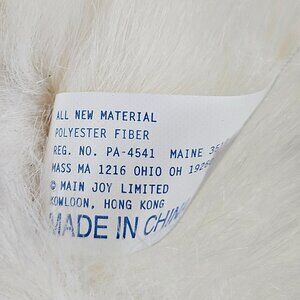 ALL NEW MATERIAL
POLYESTER FIBER
REG. NO. PA-4541 MAINE
MASS MA 1216 OHIO OH
© MAIN JOY LIMITED
KOWLOON, HONG KONG
MADE IN CHINA